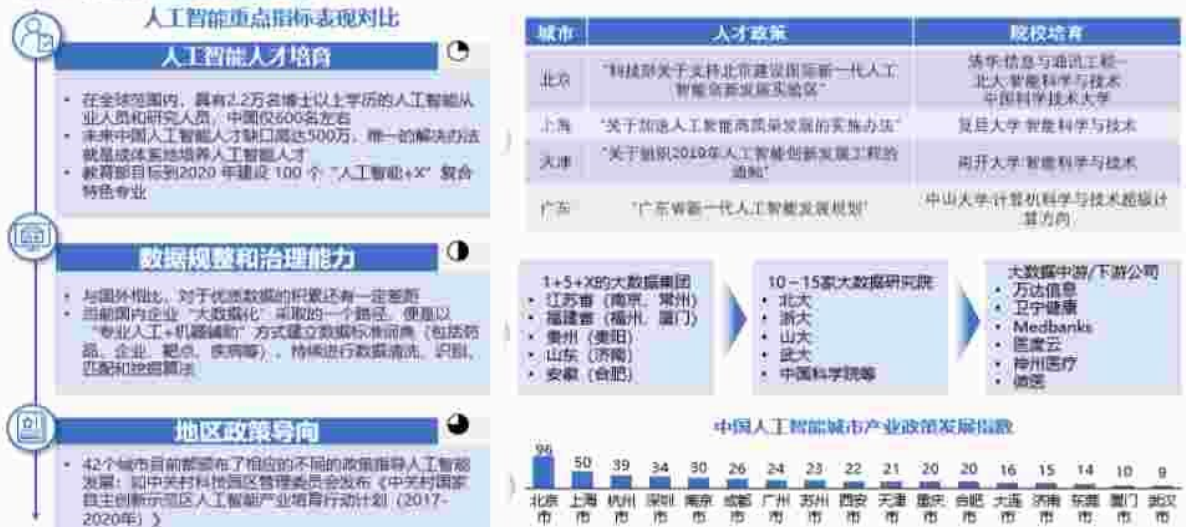 人工智能重点指标表现对比
人工智能人才培育
• 在全球范围内，具有2.2万名博士以上学历的人工智能从
业人员和研究人员，中国仅600名左右
• 未来中国人工智能人才缺口高达500万，唯一的解决办法
就是成体系地培养人工智能人才
• 教育部目标到2020 年建设 100 个“人工智能+X”复合
特色专业
城市 人才政策 院校培育
北京 “科技部关于支持北京建设国际新一代人工
智能创新发展实验区” 清华:信息与通讯工程
北大:智能科学与技术
中国科学技术大学
上海 “关于加速人工智能高质量发展的实施办法” 复旦大学:智能科学与技术
天津 “关于组织2019年人工智能创新发展工程的
通知” 南开大学:智能科学与技术
广东 “广东省新一代人工智能发展规划” 中山大学:计算机科学与技术超级计
算方向
数据规整和治理能力
• 与国外相比，对于优质数据的积累还有一定差距
• 当前国内企业“大数据化”采取的一个路径，便是以
“专业人工+机器辅助”方式建立数据标准词典（包括药
品、企业、靶点、疾病等），持续进行数据清洗、识别、
匹配和挖掘算法
1+5+X的大数据集团
• 江苏省（南京、常州）
• 福建省（福州、厦门）
• 贵州（贵阳）
• 山东（济南）
• 安徽（合肥）
10－15家大数据研究院
• 北大
• 浙大
• 山大
• 武大
• 中国科学院等
大数据中游/下游公司
• 万达信息
• 卫宁健康
• Medbanks
• 医度云
• 神州医疗
• 微医
地区政策导向
• 42个城市目前都颁布了相应的不同的政策指导人工智能
发展：如中关村科技园区管理委员会发布《中关村国家
自主创新示范区人工智能产业培育行动计划（2017-
2020年）》
中国人工智能城市产业政策发展指数
96 50 39 34 30 26 24 23 22 21 20 20 16 15 14 10 9
北京市 上海市 杭州市 深圳市 南京市 成都市 广州市 苏州市 西安市 天津市 重庆市 合肥市 大连市 济南市 东莞市 厦门市 武汉市